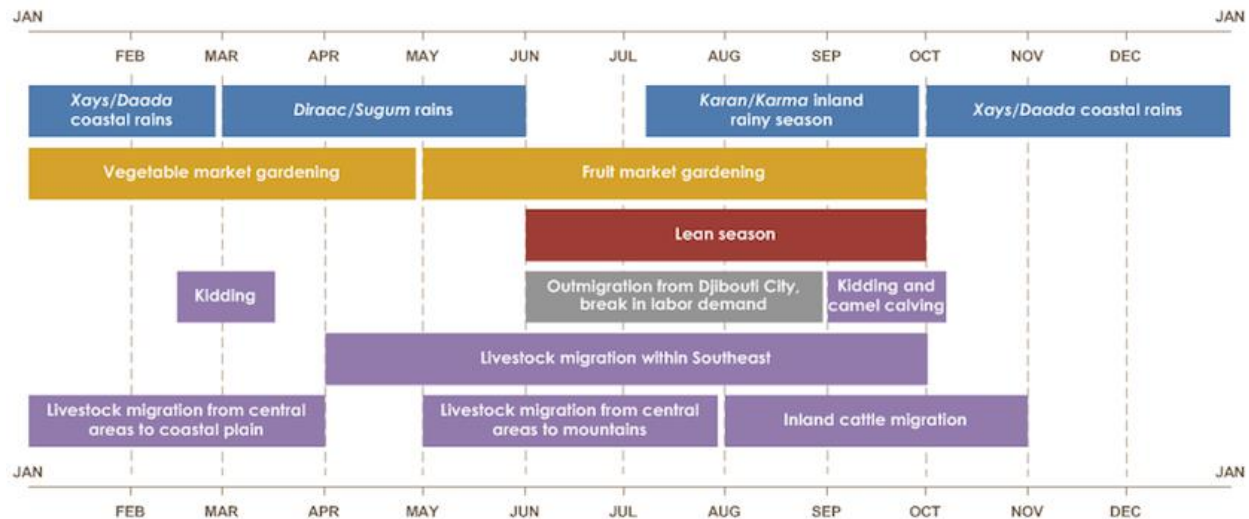 JAN JAN
FEB MAR APR MAY JUN JUL AUG SEP OCT NOV DEC
Xays/Daada
coastal rains
Diraac/Sugum rains
Karan/Karma inland
rainy season
Xays/Daada coastal rains
Vegetable market gardening
Fruit market gardening
Lean season
Kidding
Outmigration from Djibouti City,
break in labor demand
Kidding and
camel calving
Livestock migration within Southeast
Livestock migration from central
areas to coastal plain
Livestock migration from central
areas to mountains
Inland cattle migration
JAN JAN
FEB MAR APR MAY JUN JUL AUG SEP OCT NOV DEC